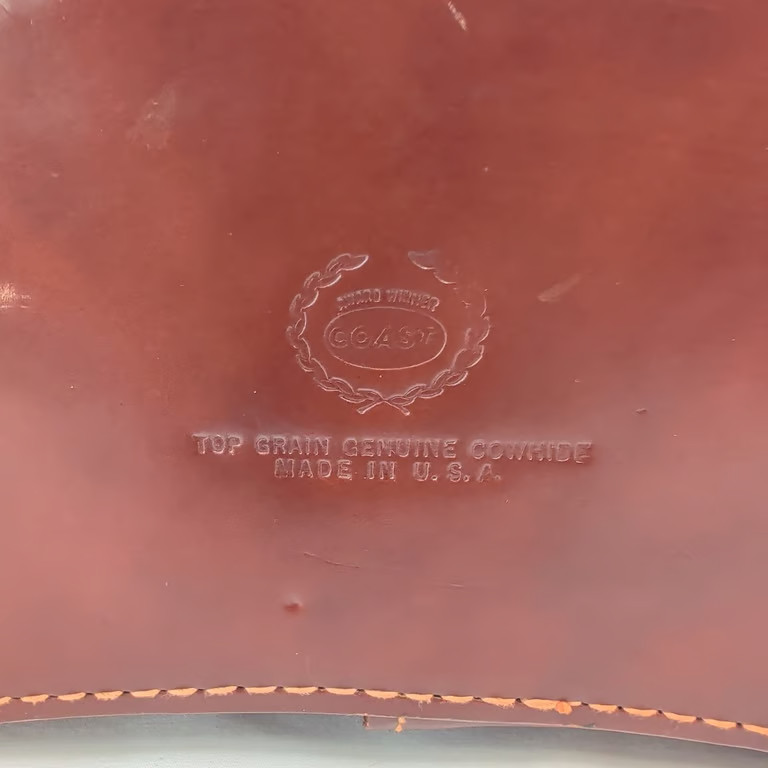 AWARD WINNER
COAST
TOP GRAIN GENUINE COWHIDE
MADE IN U.S.A.